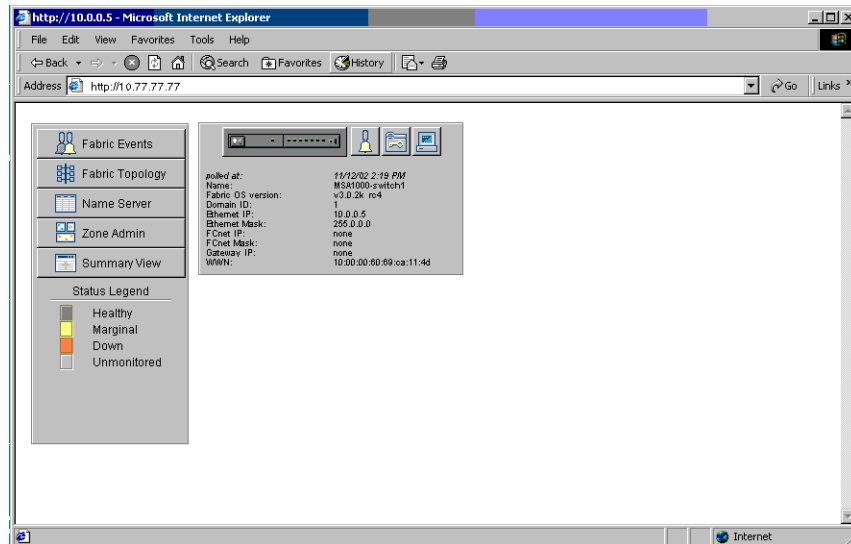 http://10.0.0.5 - Microsoft Internet Explorer
File Edit View Favorites Tools Help
Back Search Favorites History
Address http://10.77.77.77 Go Links »
Fabric Events
Fabric Topology
Name Server
Zone Admin
Summary View
Status Legend
Healthy
Marginal
Down
Unmonitored
polled at: 11/12/02 2:19 PM
Name: MSA1000-switch1
Fabric OS version: v3.0.2k_rc4
Domain ID: 1
Ethernet IP: 10.0.0.5
Ethernet Mask: 255.0.0.0
FCnet IP: none
FCnet Mask: none
Gateway IP: none
WWN: 10:00:00:60:69:ca:11:4d
Internet